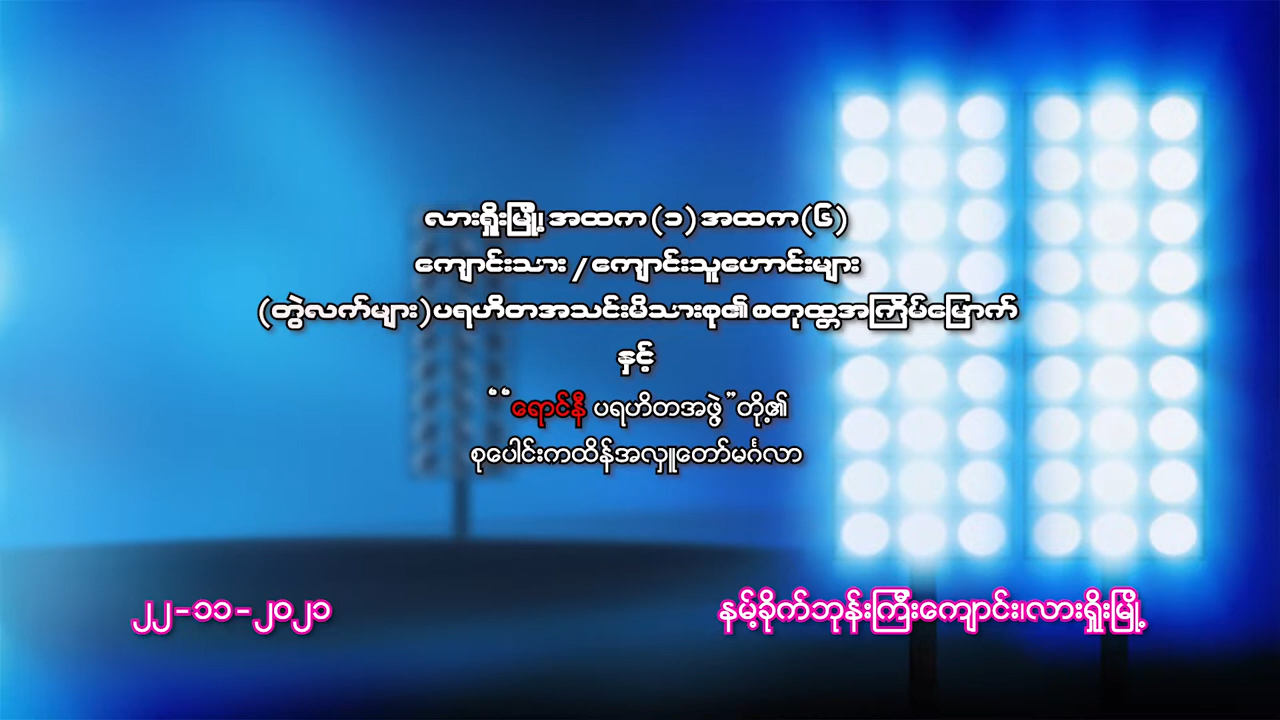 လားရှိုးမြို့၊ အထက(၁)အထက(၆)
ကျောင်းသား/ကျောင်းသူဟောင်းများ
(တွဲလက်များ)ပရဟိတအသင်းမိသားစု၏စတုထ္ထအကြိမ်မြောက်
နှင့်
“ရောင်နီ ပရဟိတအဖွဲ့”တို့၏
စုပေါင်းကထိန်အလှူတော်မင်္ဂလာ
၂၂-၁၁-၂၀၂၁
နမ့်ခိုက်ဘုန်းကြီးကျောင်း၊လားရှိုးမြို့